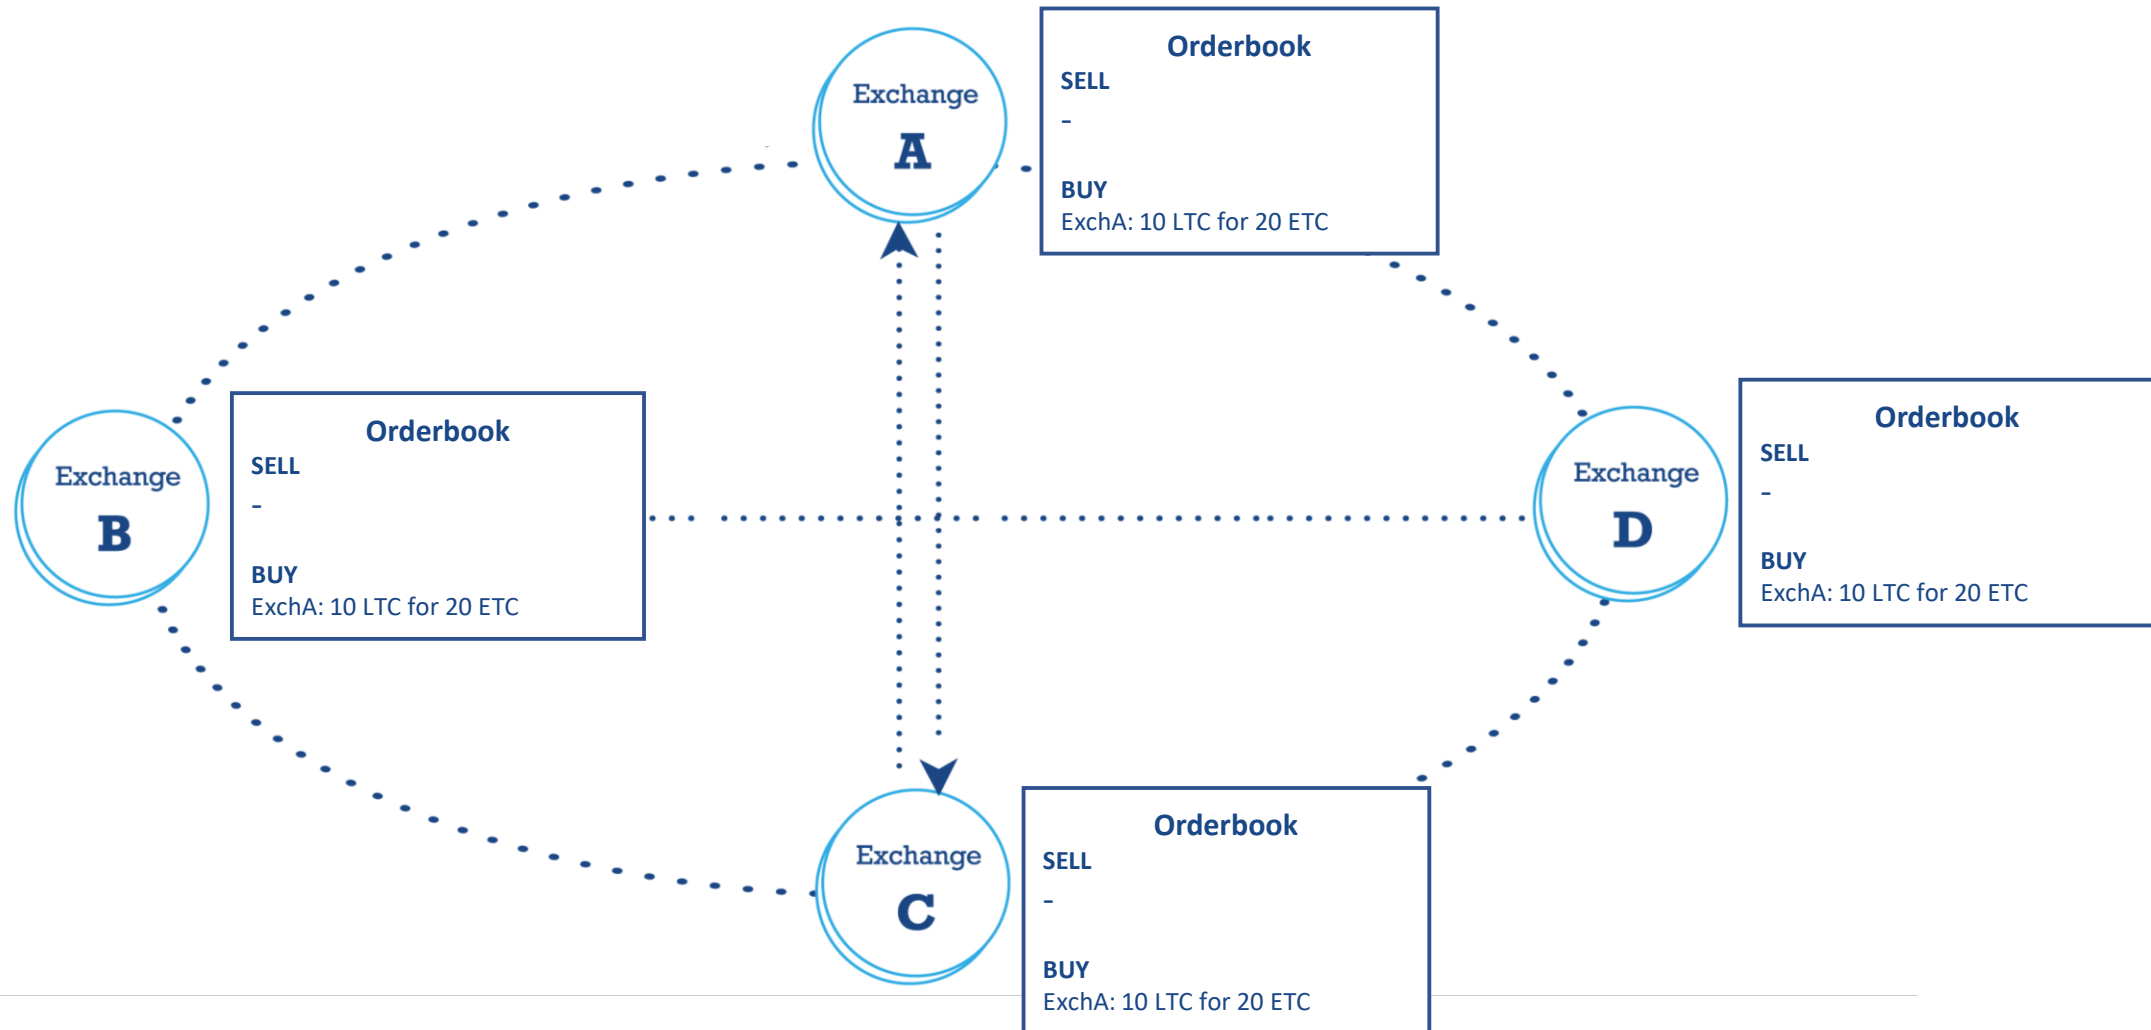 Exchange
A
Orderbook
SELL
-
BUY
ExchA: 10 LTC for 20 ETC
Exchange
B
Orderbook
SELL
-
BUY
ExchA: 10 LTC for 20 ETC
Exchange
D
Orderbook
SELL
-
BUY
ExchA: 10 LTC for 20 ETC
Exchange
C
Orderbook
SELL
-
BUY
ExchA: 10 LTC for 20 ETC